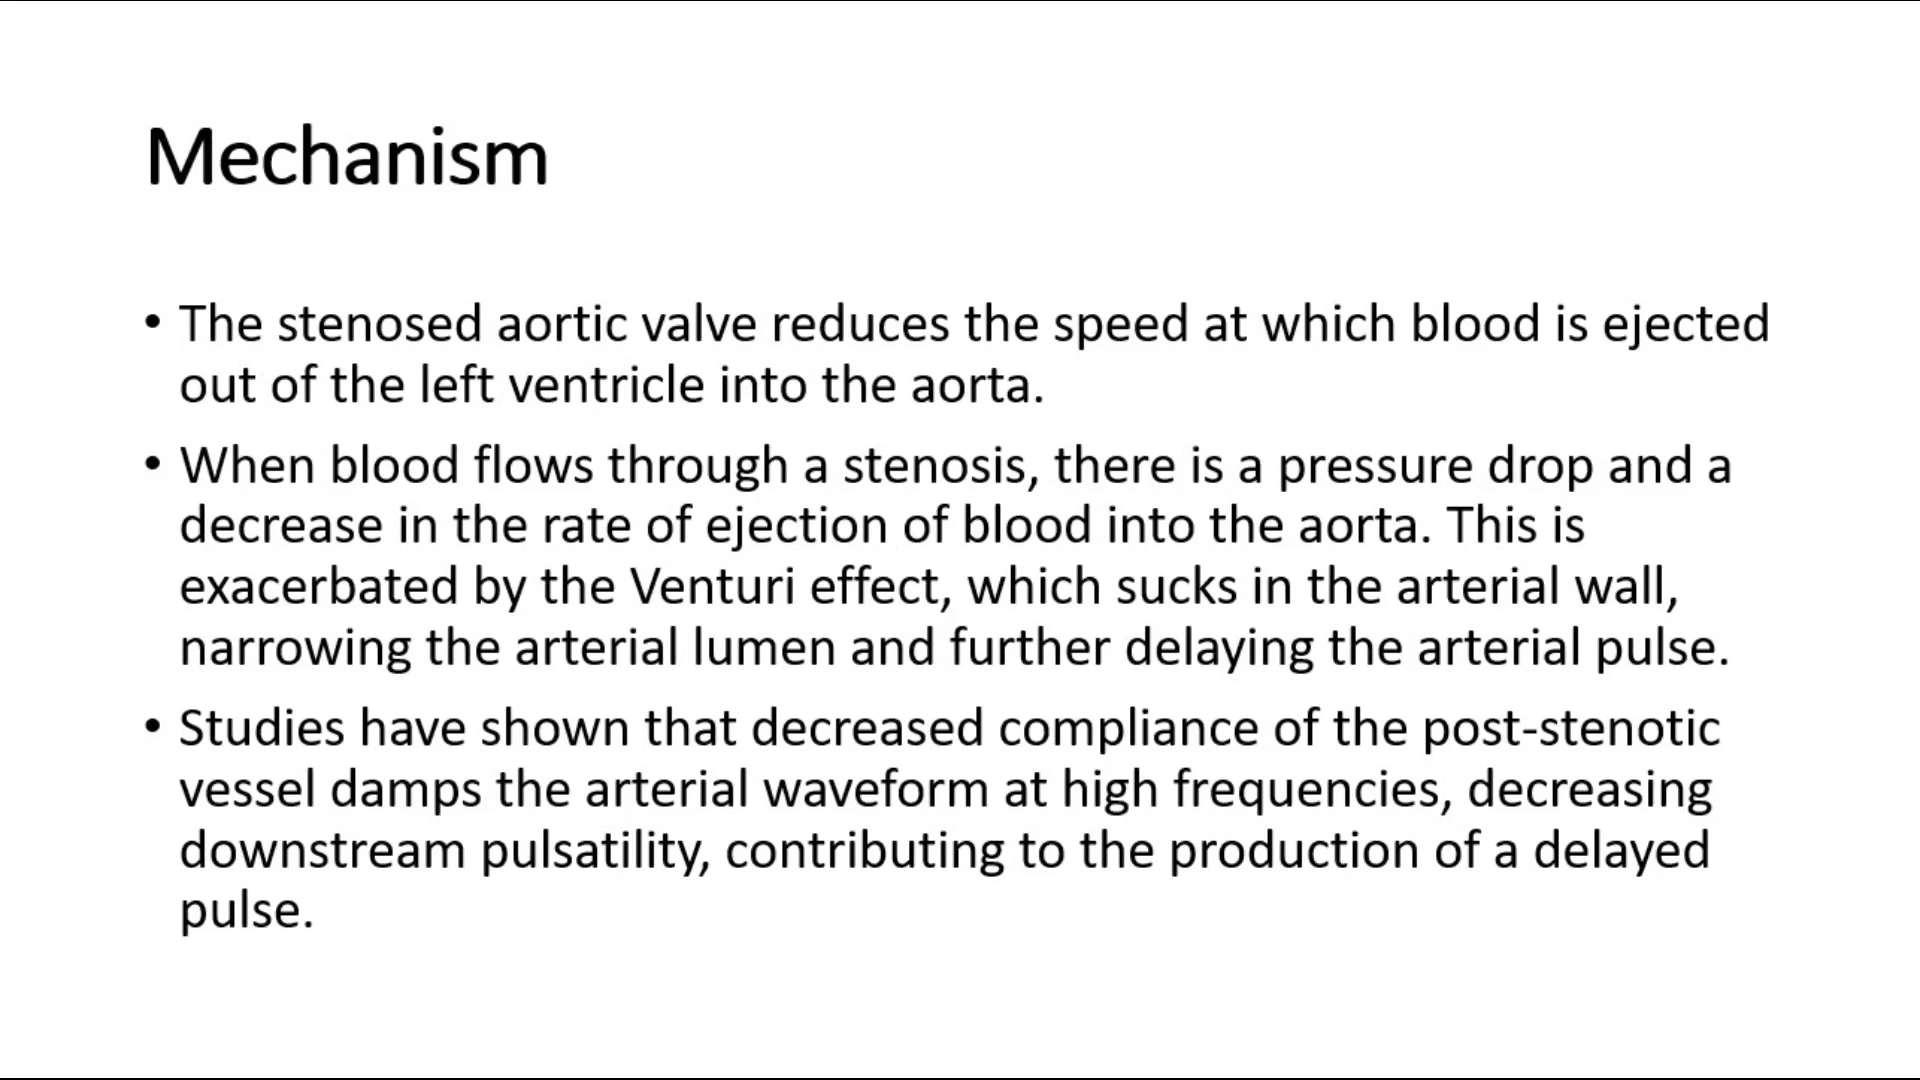 Mechanism
• The stenosed aortic valve reduces the speed at which blood is ejected
out of the left ventricle into the aorta.
• When blood flows through a stenosis, there is a pressure drop and a
decrease in the rate of ejection of blood into the aorta. This is
exacerbated by the Venturi effect, which sucks in the arterial wall,
narrowing the arterial lumen and further delaying the arterial pulse.
• Studies have shown that decreased compliance of the post-stenotic
vessel damps the arterial waveform at high frequencies, decreasing
downstream pulsatility, contributing to the production of a delayed
pulse.